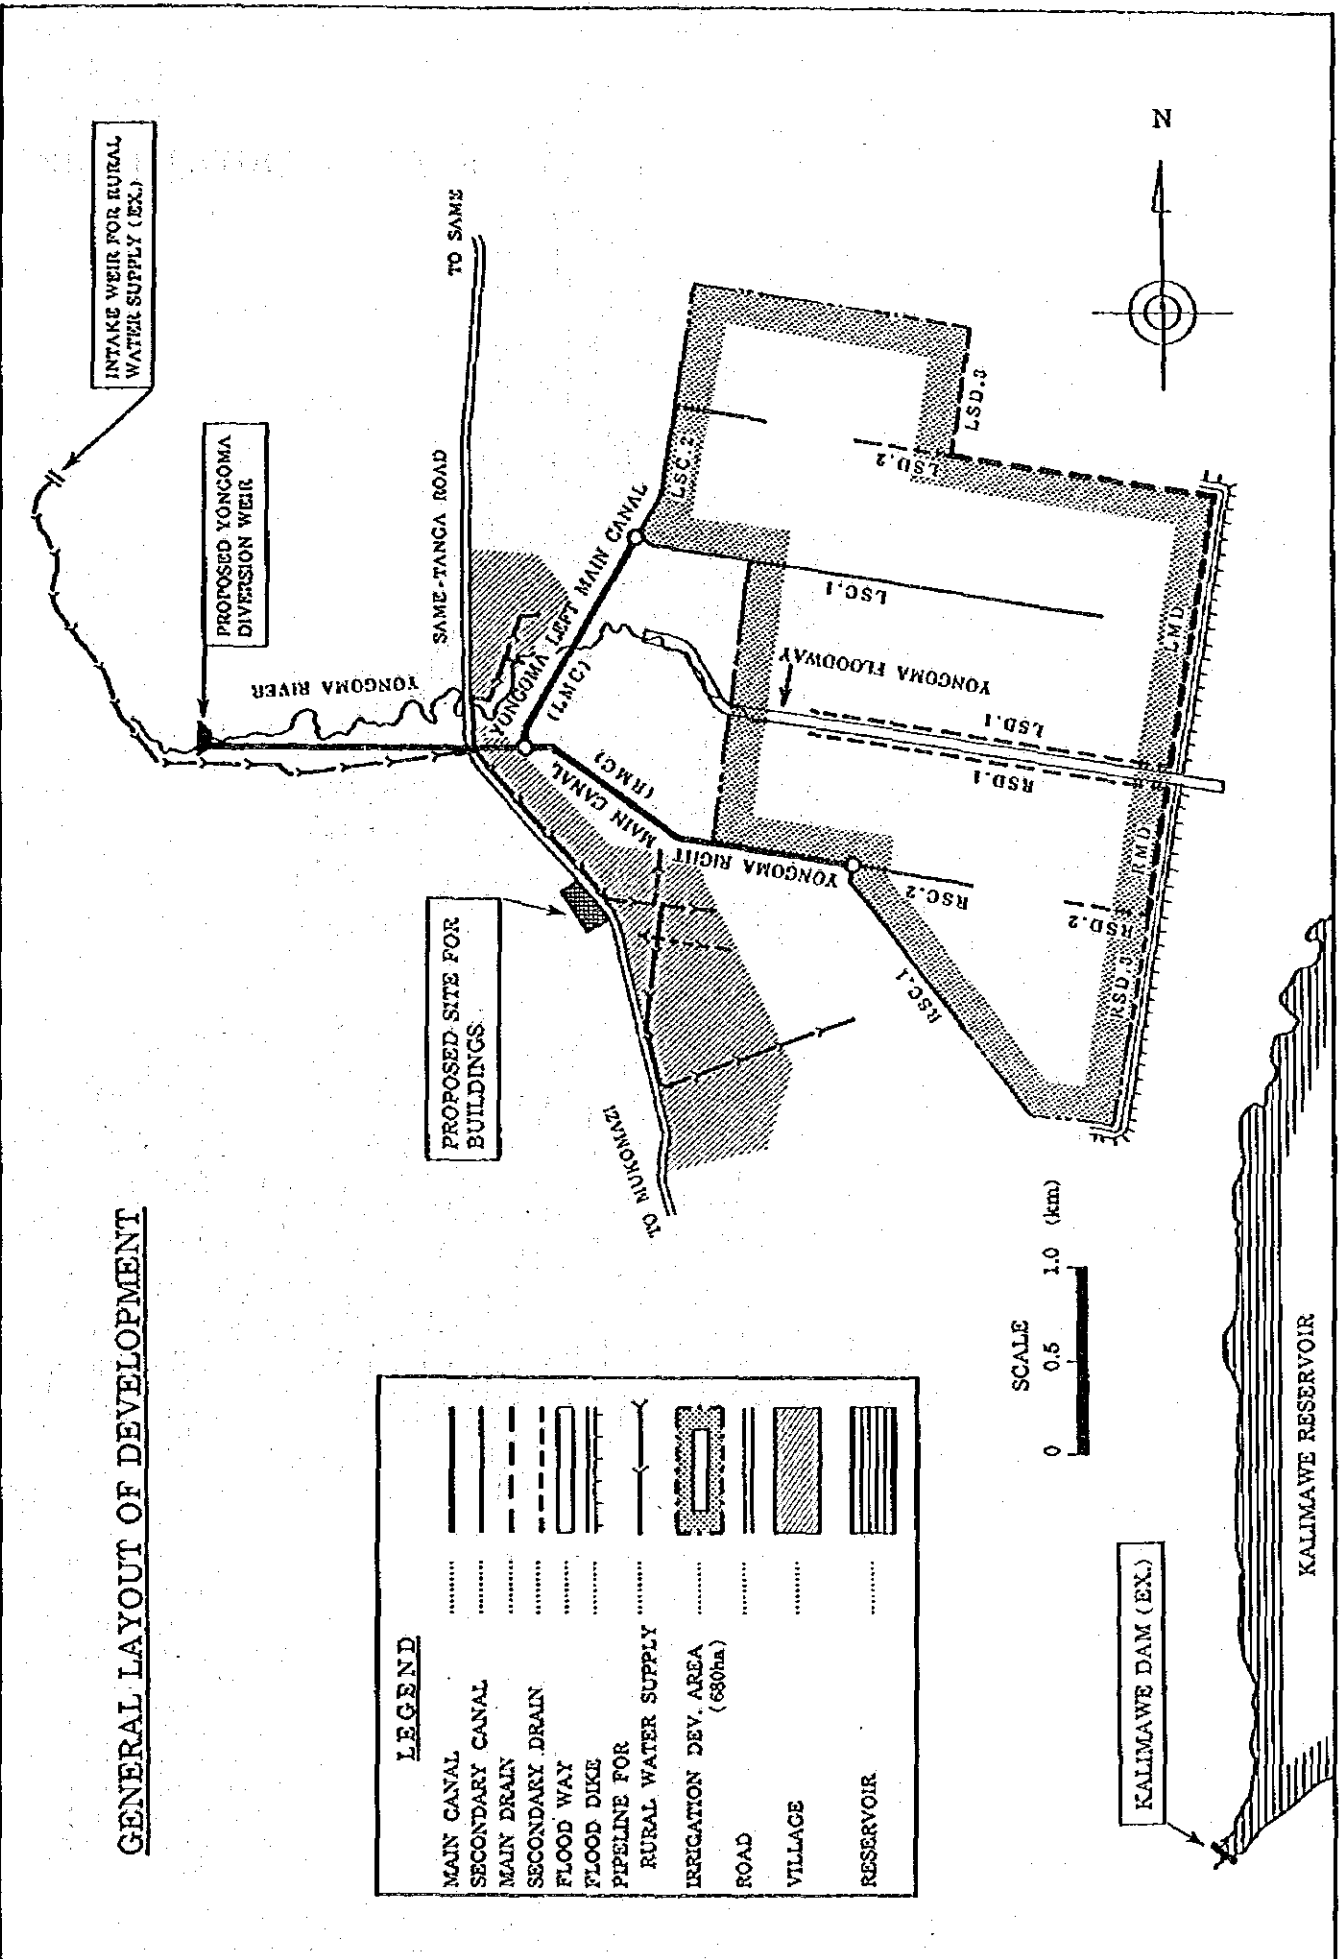 GENERAL LAYOUT OF DEVELOPMENT
INTAKE WEIR FOR RURAL
WATER SUPPLY (EX.)
PROPOSED YONGOMA
DIVERSION WEIR
YONGOMA RIVER
SAME-TANGA ROAD
TO SAME
YONGOMA LEFT MAIN CANAL
(LMC)
YONGOMA RIGHT MAIN CANAL
(RMC)
PROPOSED SITE FOR
BUILDINGS
TO MUKOMAZI
LSC.2
LSC.1
LSD.3
LSD.2
YONGOMA FLOODWAY
LSD.1
RSD.1
LMD
RMD
RSC.2
RSC.1
RSD.2
RSD.3
N
LEGEND
MAIN CANAL
SECONDARY CANAL
MAIN DRAIN
SECONDARY DRAIN
FLOOD WAY
FLOOD DIKE
PIPELINE FOR
RURAL WATER SUPPLY
IRRIGATION DEV. AREA
(680ha)
ROAD
VILLAGE
RESERVOIR
SCALE
0 0.5 1.0 (km)
KALIMAWE DAM (EX.)
KALIMAWE RESERVOIR